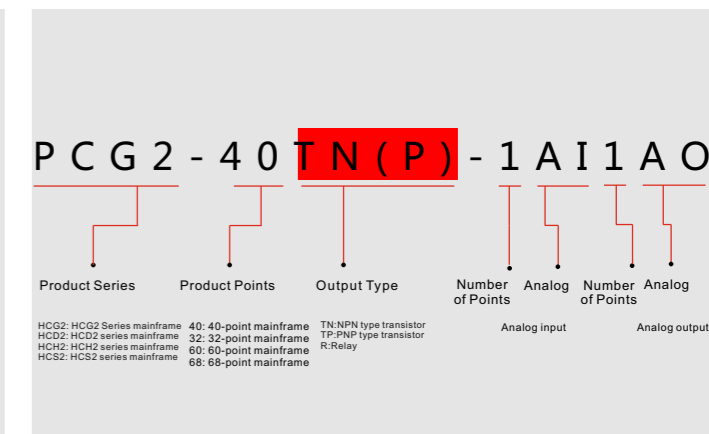 PCG2-40TN(P)-1AI1AO
Product Series
HCG2: HCG2 Series mainframe
HCD2: HCD2 series mainframe
HCH2: HCH2 series mainframe
HCS2: HCS2 series mainframe
Product Points
40: 40-point mainframe
32: 32-point mainframe
60: 60-point mainframe
68: 68-point mainframe
Output Type
TN:NPN type transistor
TP:PNP type transistor
R:Relay
Number
of Points
Analog
Analog input
Number
of Points
Analog
Analog output